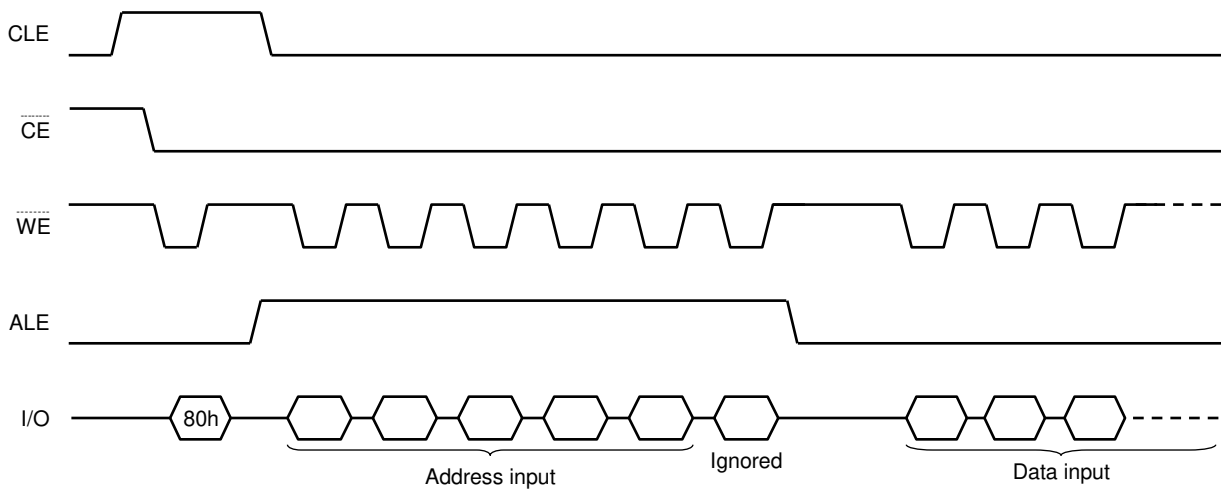 CLE
CE
WE
ALE
I/O
80h
Address input
Ignored
Data input